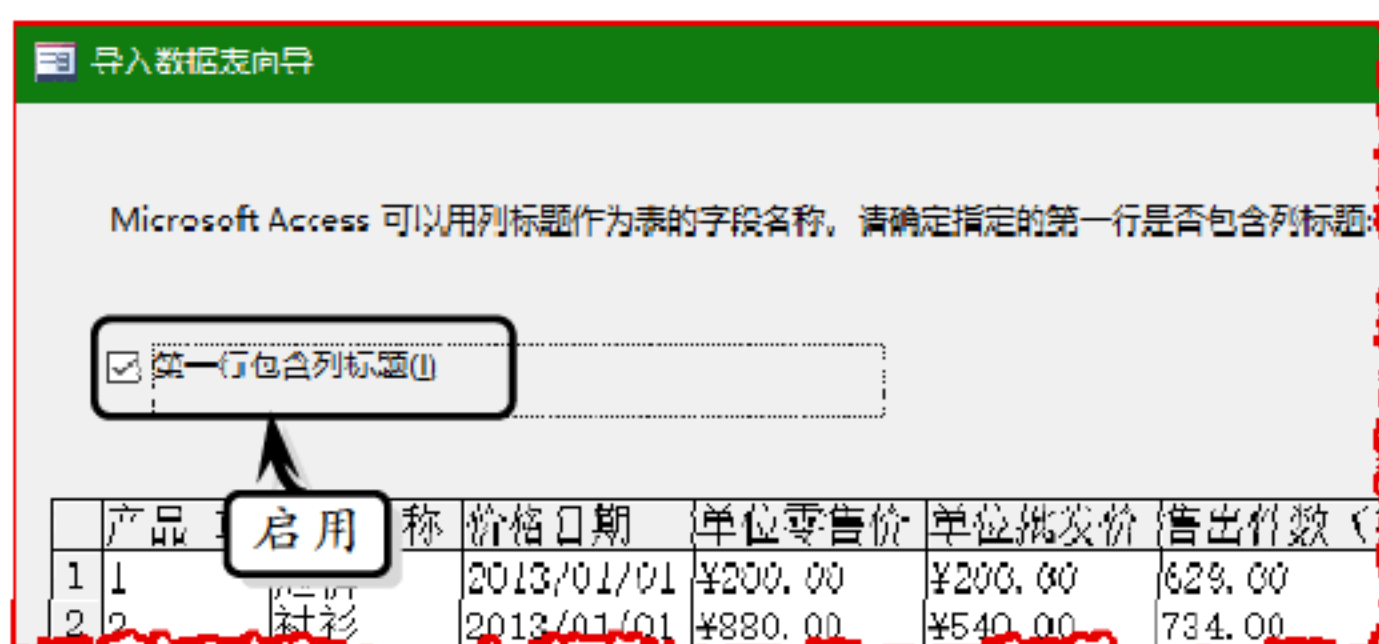 导入数据表向导
Microsoft Access 可以用列标题作为表的字段名称。请确定指定的第一行是否包含列标题:
第一行包含列标题(I)
启用
产品 称 价格日期 单位零售价 单位批发价 售出件数（
1 1 2013/01/01 ¥200.00 ¥200.00 628.00
2 2 衬衫 2013/01/01 ¥880.00 ¥540.00 734.00